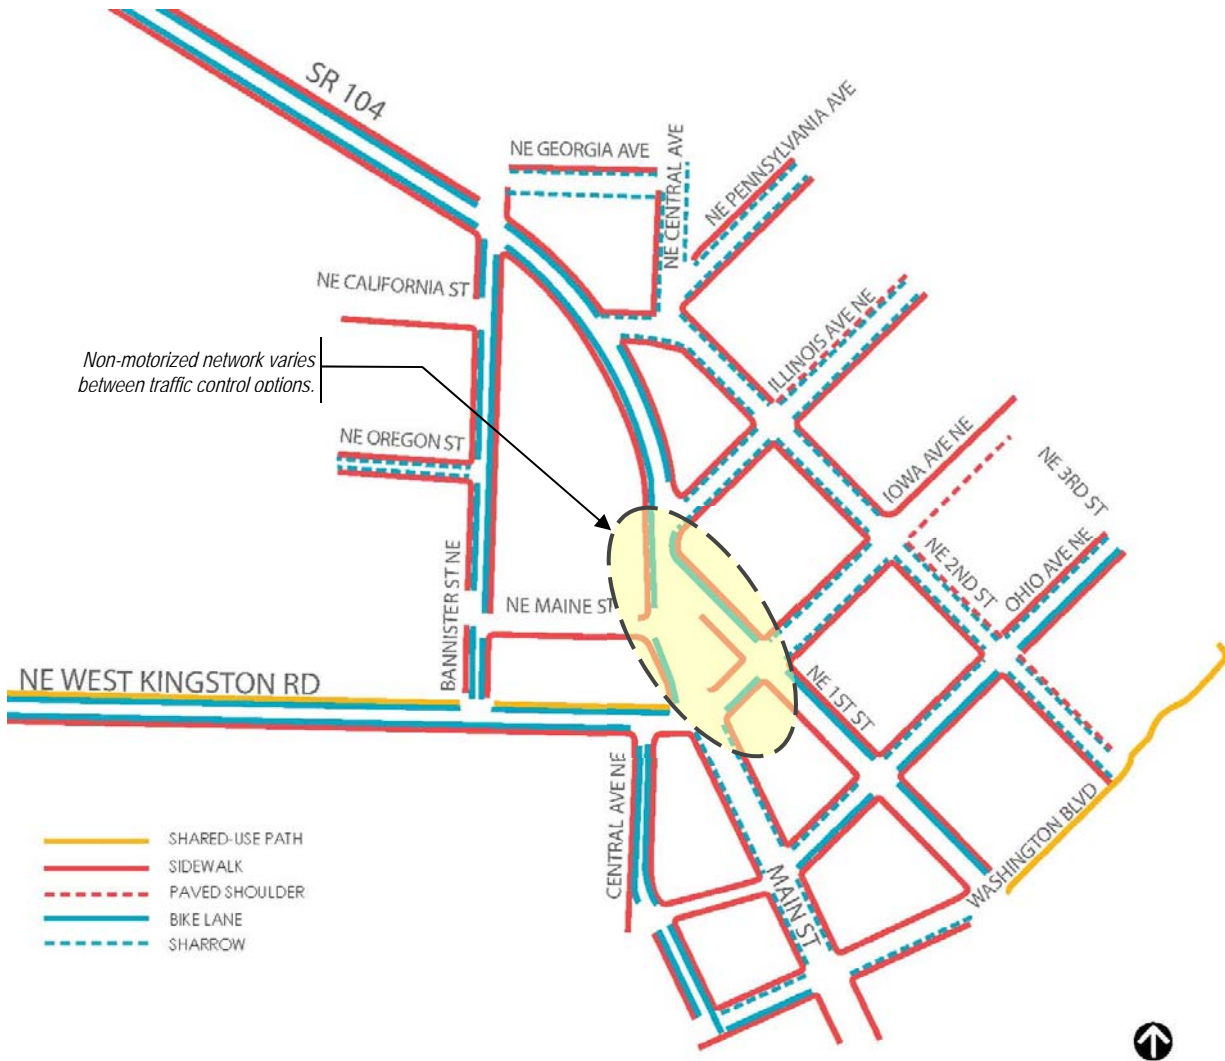 SR 104
NE GEORGIA AVE
NE CENTRAL AVE
NE PENNSYLVANIA AVE
NE CALIFORNIA ST
ILLINOIS AVE NE
Non-motorized network varies
between traffic control options.
NE OREGON ST
IOWA AVE NE
NE 3RD ST
NE 2ND ST
OHIO AVE NE
BANNISTER ST NE
NE MAINE ST
NE WEST KINGSTON RD
NE 1ST ST
CENTRAL AVE NE
MAIN ST
WASHINGTON BLVD
SHARED-USE PATH
SIDEWALK
PAVED SHOULDER
BIKE LANE
SHARROW